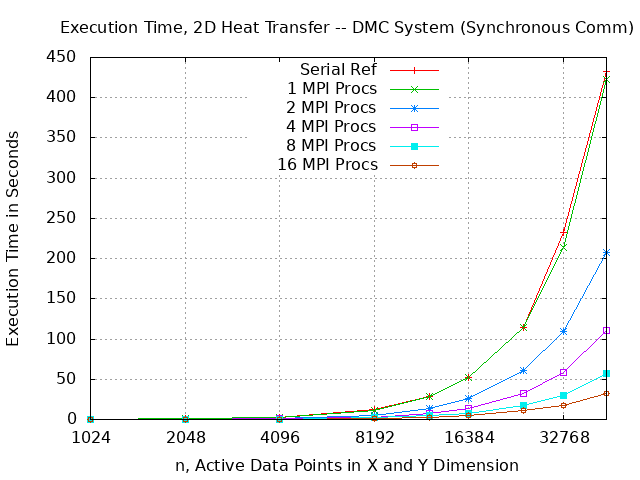 Execution Time, 2D Heat Transfer -- DMC System (Synchronous Comm)
450
400
350
300
250
200
150
100
50
0
Execution Time in Seconds
Serial Ref
1 MPI Procs
2 MPI Procs
4 MPI Procs
8 MPI Procs
16 MPI Procs
1024 2048 4096 8192 16384 32768
n, Active Data Points in X and Y Dimension